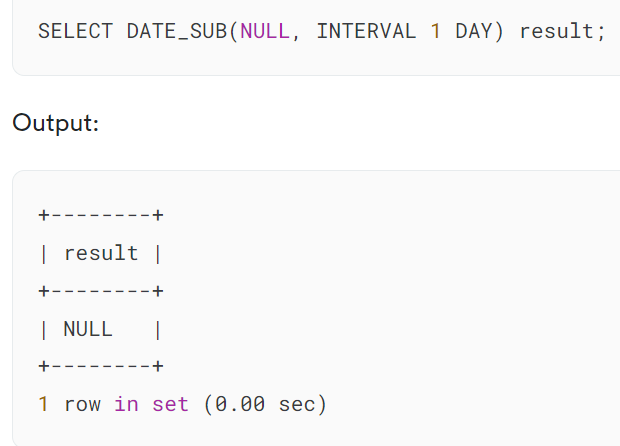 SELECT DATE_SUB(NULL, INTERVAL 1 DAY) result;
Output:
+--------+
| result |
+--------+
| NULL   |
+--------+
1 row in set (0.00 sec)